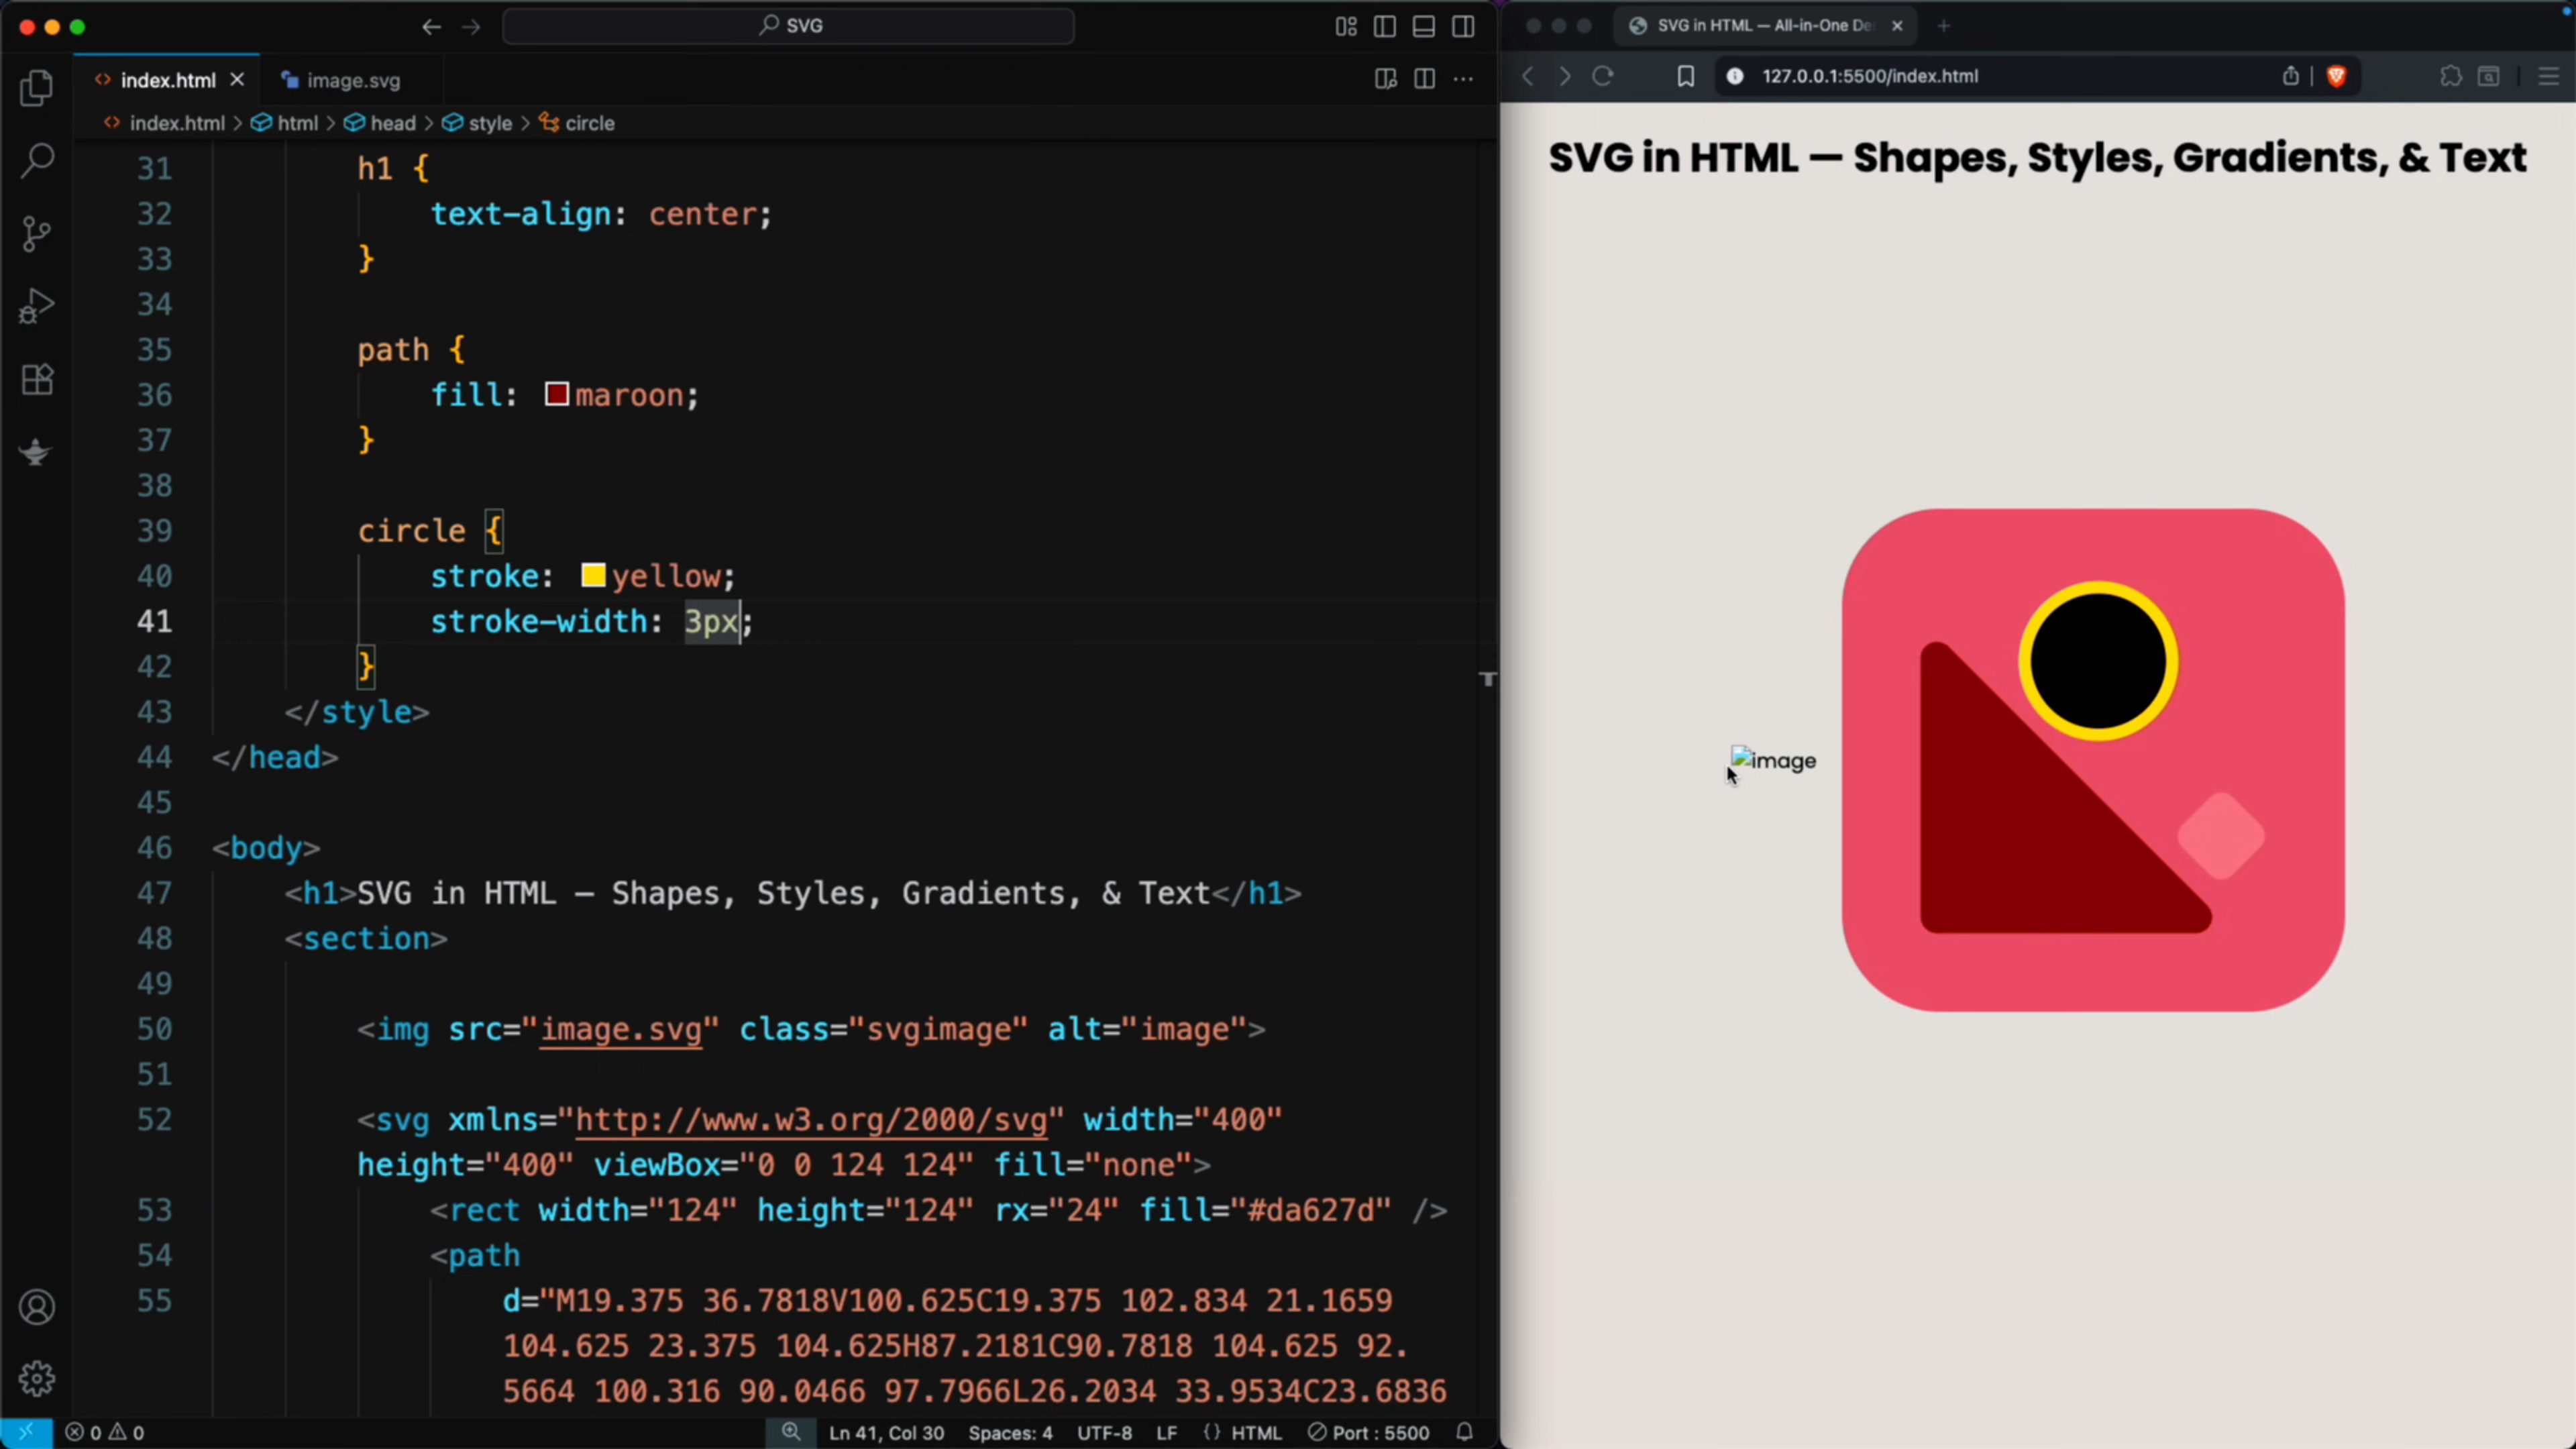 SVG
index.html
image.svg
index.html > html > head > style > circle
31 h1 {
32 text-align: center;
33 }
34
35 path {
36 fill: maroon;
37 }
38
39 circle {
40 stroke: yellow;
41 stroke-width: 3px;
42 }
43 </style>
44 </head>
45
46 <body>
47 <h1>SVG in HTML — Shapes, Styles, Gradients, & Text</h1>
48 <section>
49
50 <img src="image.svg" class="svgimage" alt="image">
51
52 <svg xmlns="http://www.w3.org/2000/svg" width="400"
height="400" viewBox="0 0 124 124" fill="none">
53 <rect width="124" height="124" rx="24" fill="#da627d" />
54 <path
55 d="M19.375 36.7818V100.625C19.375 102.834 21.1659
104.625 23.375 104.625H87.2181C90.7818 104.625 92.
5664 100.316 90.0466 97.7966L26.2034 33.9534C23.6836
0 0
Ln 41, Col 30 Spaces: 4 UTF-8 LF {} HTML Port : 5500
SVG in HTML — All-in-One De
127.0.0.1:5500/index.html
SVG in HTML — Shapes, Styles, Gradients, & Text
image